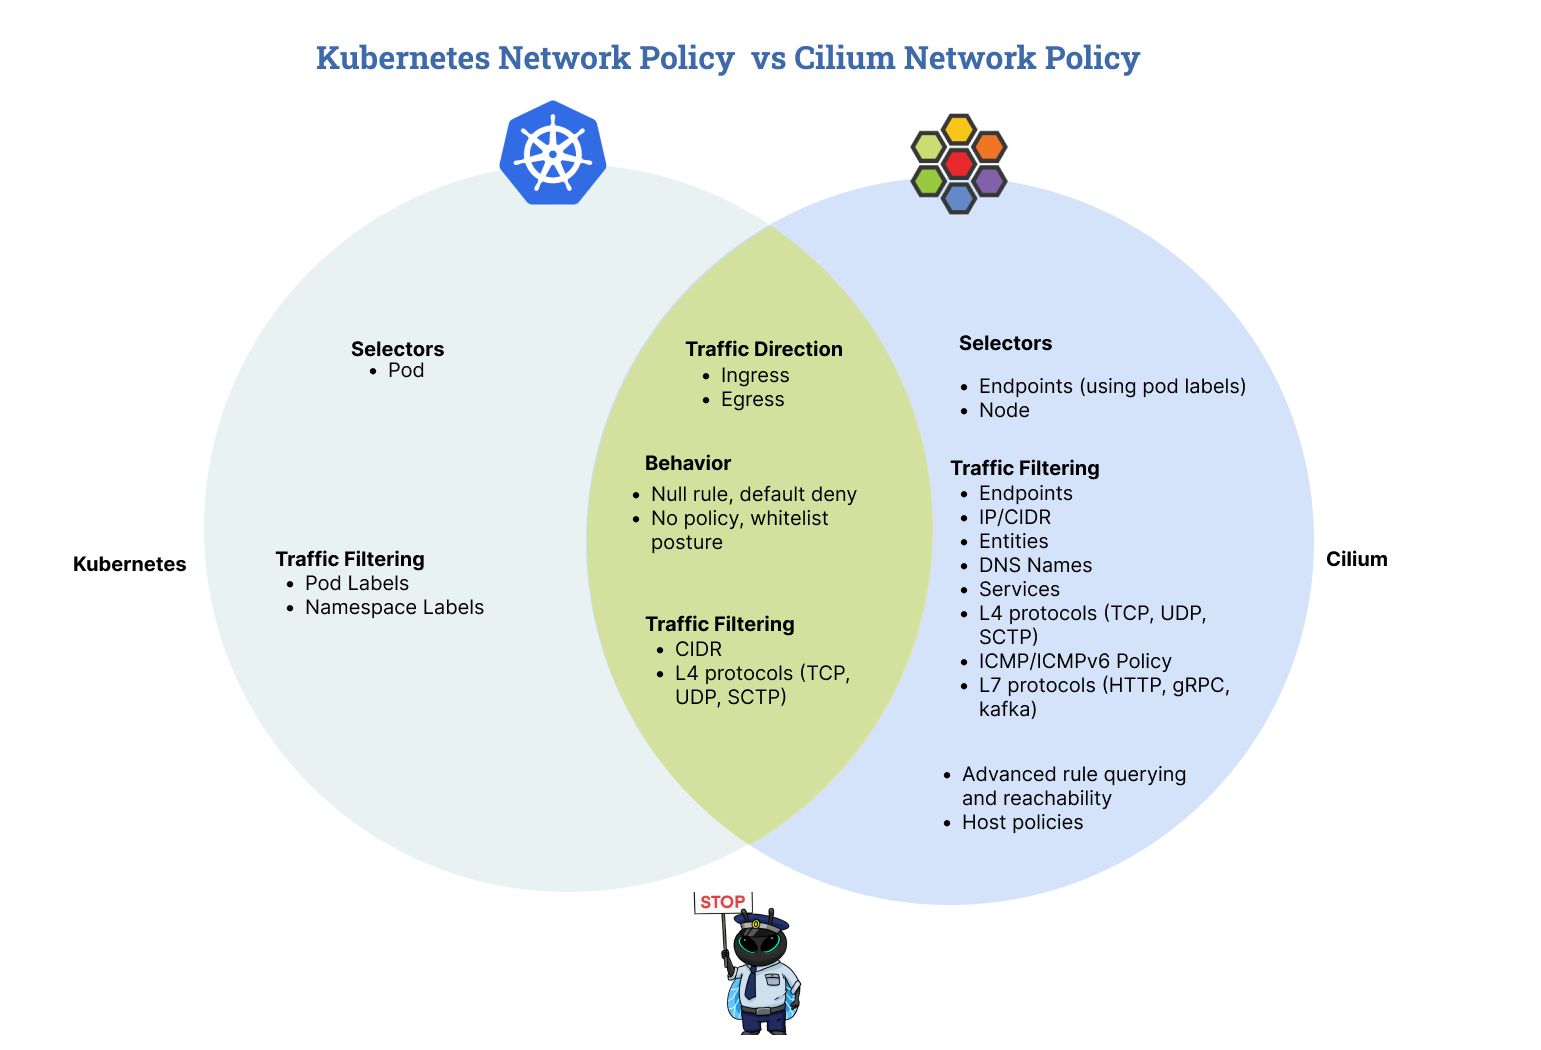 Kubernetes Network Policy vs Cilium Network Policy
Kubernetes
Selectors
• Pod
Traffic Filtering
• Pod Labels
• Namespace Labels
Traffic Direction
• Ingress
• Egress
Behavior
• Null rule, default deny
• No policy, whitelist
posture
Traffic Filtering
• CIDR
• L4 protocols (TCP,
UDP, SCTP)
Selectors
• Endpoints (using pod labels)
• Node
Traffic Filtering
• Endpoints
• IP/CIDR
• Entities
• DNS Names
• Services
• L4 protocols (TCP, UDP,
SCTP)
• ICMP/ICMPv6 Policy
• L7 protocols (HTTP, gRPC,
kafka)
• Advanced rule querying
and reachability
• Host policies
Cilium
STOP